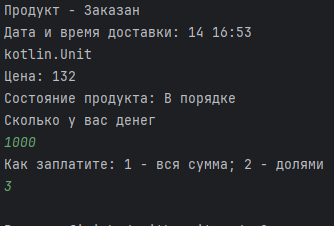 Продукт - Заказан
Дата и время доставки: 14 16:53
kotlin.Unit
Цена: 132
Состояние продукта: В порядке
Сколько у вас денег
1000
Как заплатите: 1 - вся сумма; 2 - долями
3